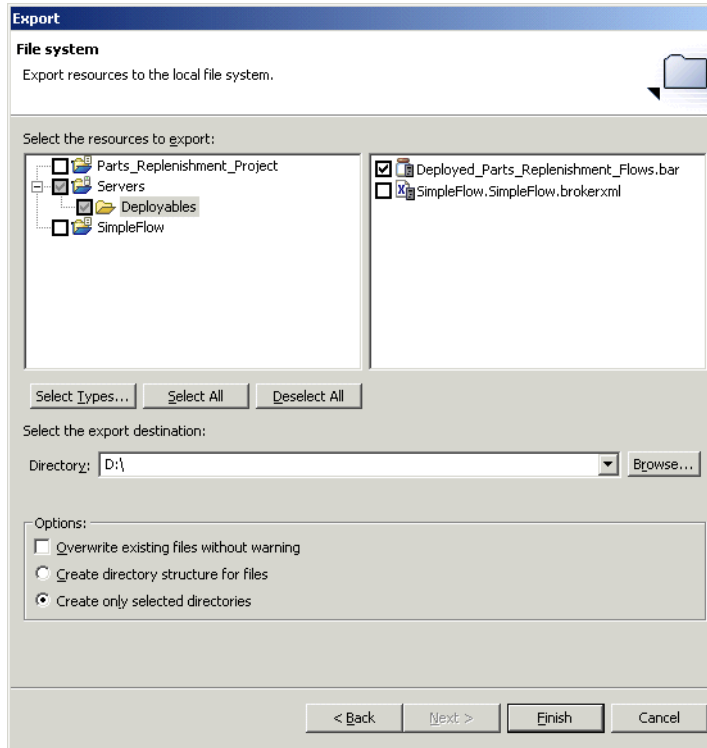 Export
File system
Export resources to the local file system.
Select the resources to export:
Parts_Replenishment_Project
Servers
Deployables
SimpleFlow
Deployed_Parts_Replenishment_Flows.bar
SimpleFlow.SimpleFlow.brokerxml
Select Types... Select All Deselect All
Select the export destination:
Directory: D:\ Browse...
Options:
Overwrite existing files without warning
Create directory structure for files
Create only selected directories
< Back Next > Finish Cancel